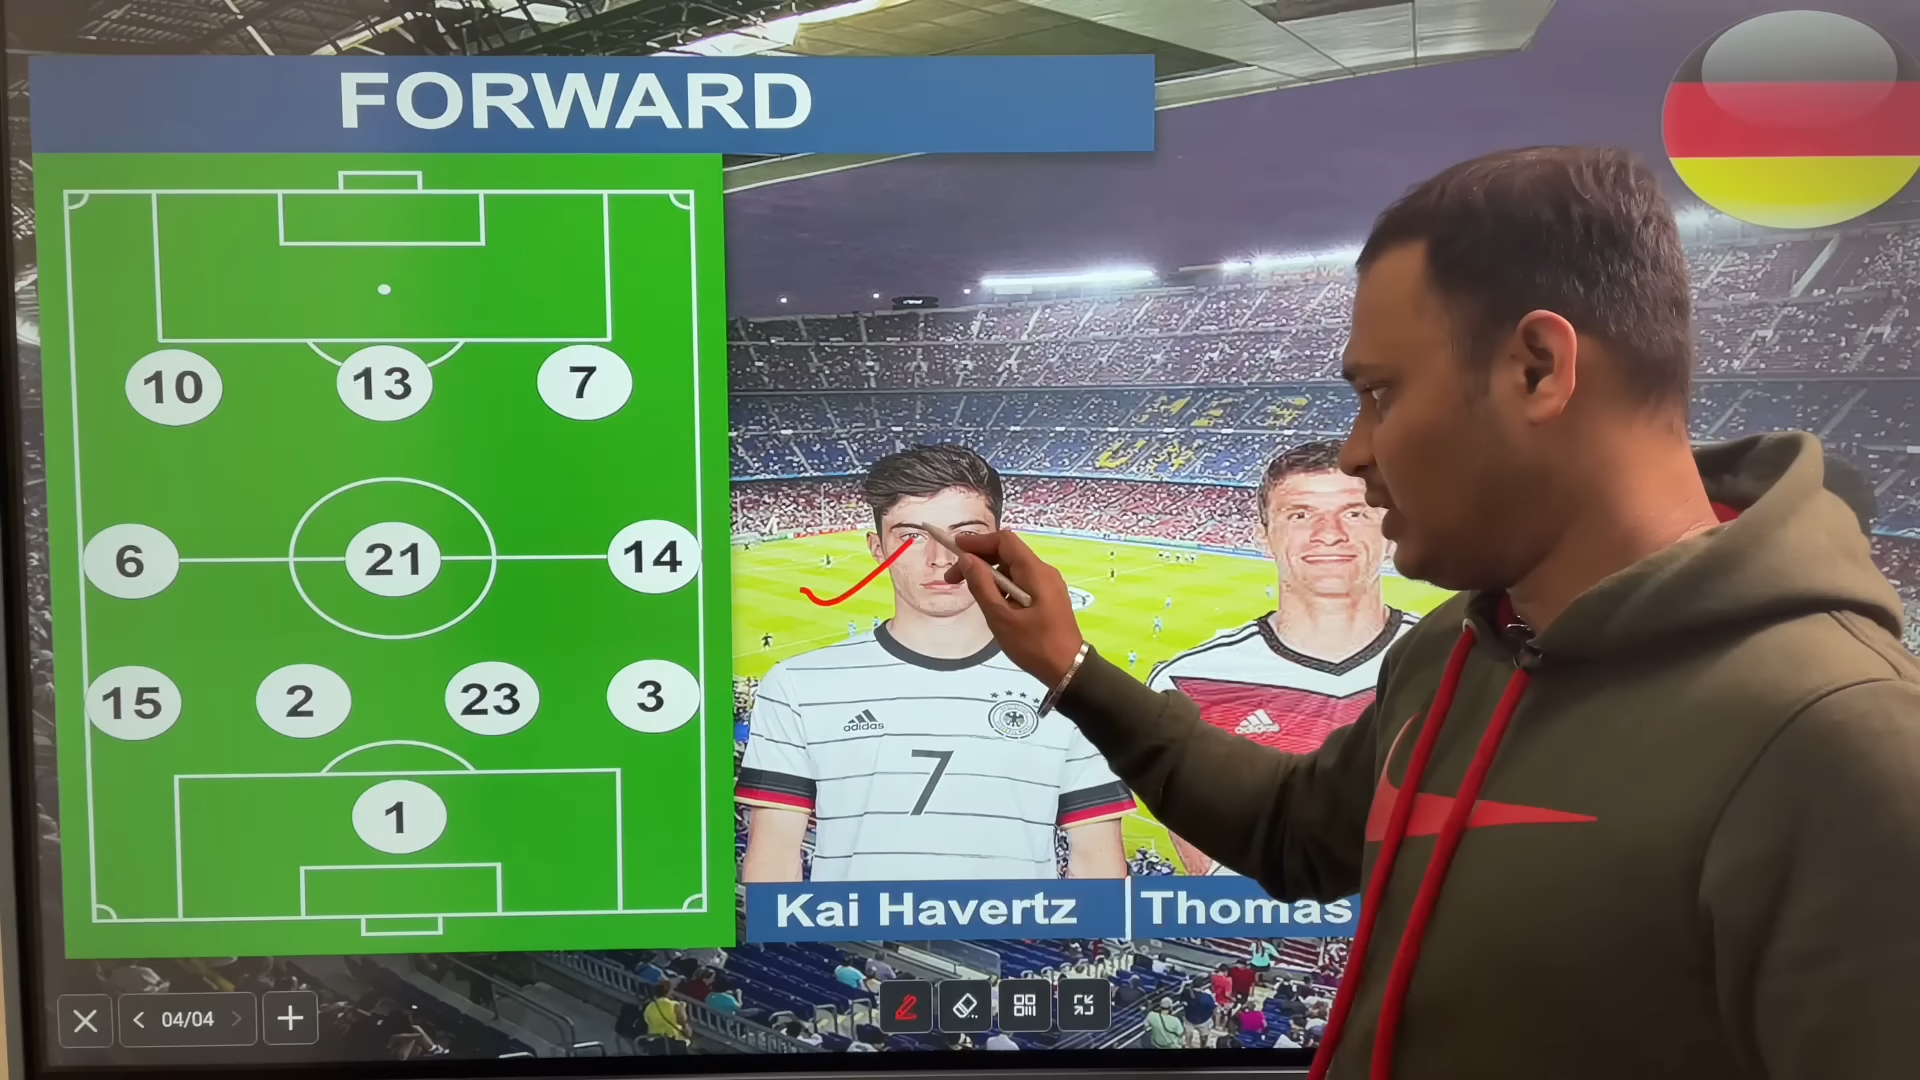 FORWARD
10 13 7
6 21 14
15 2 23 3
1
adidas
adidas
7
Kai Havertz
Thomas
04/04